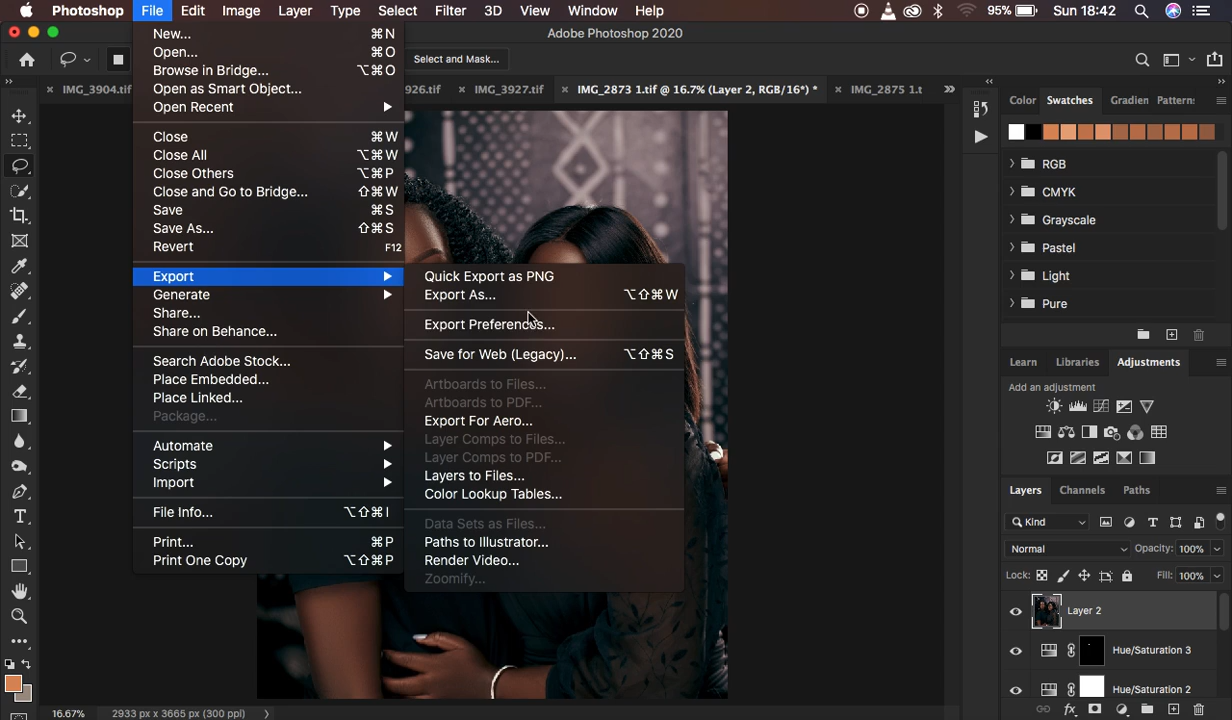 Photoshop File Edit Image Layer Type Select Filter 3D View Window Help 95% Sun 18:42
Adobe Photoshop 2020
Select and Mask...
IMG_3904.tif 926.tif IMG_3927.tif IMG_2873 1.tif @ 16.7% (Layer 2, RGB/16*) * IMG_2875 1.t
New... ⌘N
Open... ⌘O
Browse in Bridge... ⌥⌘O
Open as Smart Object...
Open Recent
Close ⌘W
Close All ⌥⌘W
Close Others ⌥⌘P
Close and Go to Bridge... ⇧⌘W
Save ⌘S
Save As... ⇧⌘S
Revert F12
Export
Generate
Share...
Share on Behance...
Search Adobe Stock...
Place Embedded...
Place Linked...
Package...
Automate
Scripts
Import
File Info... ⌥⇧⌘I
Print... ⌘P
Print One Copy ⌥⇧⌘P
Quick Export as PNG
Export As... ⌥⇧⌘W
Export Preferences...
Save for Web (Legacy)... ⌥⇧⌘S
Artboards to Files...
Artboards to PDF...
Export For Aero...
Layer Comps to Files...
Layer Comps to PDF...
Layers to Files...
Color Lookup Tables...
Data Sets as Files...
Paths to Illustrator...
Render Video...
Zoomify...
Color Swatches Gradien Patterns
RGB
CMYK
Grayscale
Pastel
Light
Pure
Learn Libraries Adjustments
Add an adjustment
Layers Channels Paths
Kind
Normal Opacity: 100%
Lock: Fill: 100%
Layer 2
Hue/Saturation 3
Hue/Saturation 2
16.67% 2933 px x 3665 px (300 ppi)